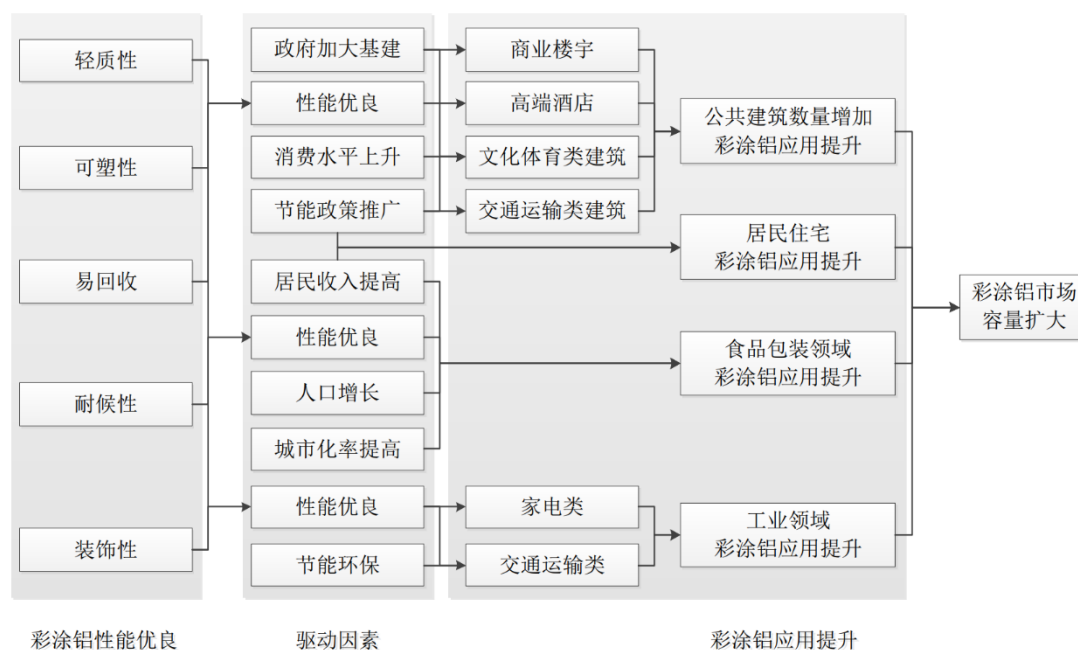 轻质性
可塑性
易回收
耐候性
装饰性
政府加大基建
性能优良
消费水平上升
节能政策推广
居民收入提高
性能优良
人口增长
城市化率提高
性能优良
节能环保
商业楼宇
高端酒店
文化体育类建筑
交通运输类建筑
家电类
交通运输类
公共建筑数量增加
彩涂铝应用提升
居民住宅
彩涂铝应用提升
食品包装领域
彩涂铝应用提升
工业领域
彩涂铝应用提升
彩涂铝市场
容量扩大
彩涂铝性能优良
驱动因素
彩涂铝应用提升